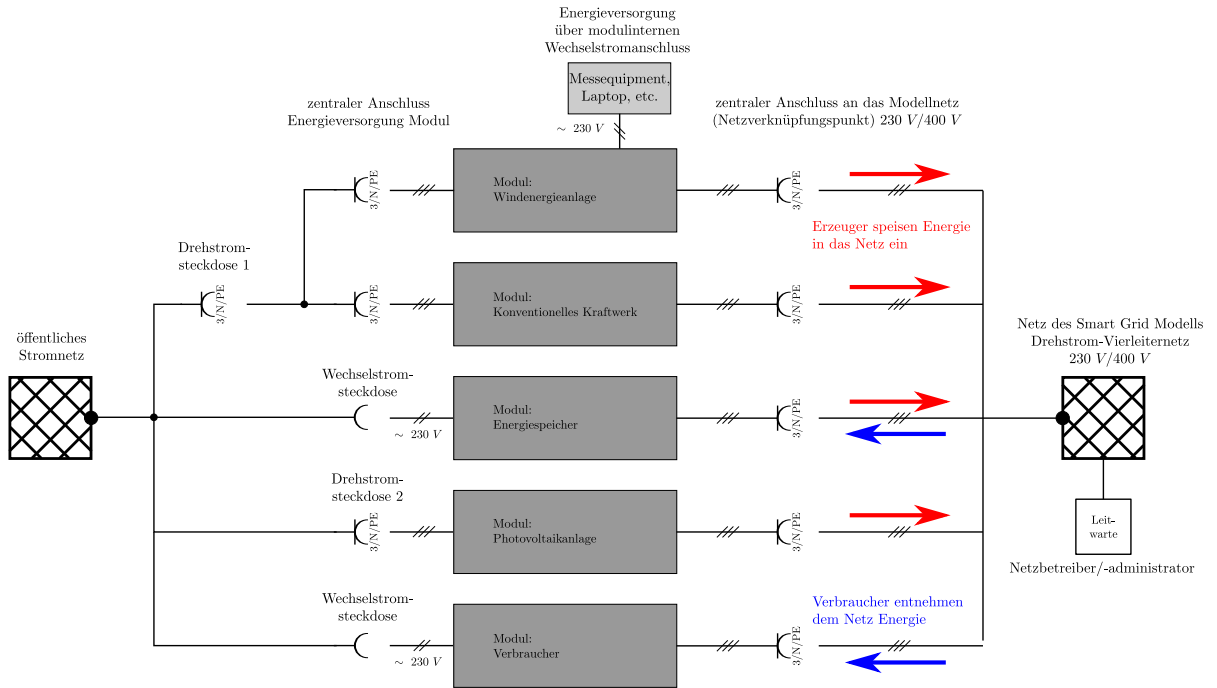 Energieversorgung
über modulinternen
Wechselstromanschluss
Messequipment,
Laptop, etc.
~ 230 V
zentraler Anschluss
Energieversorgung Modul
zentraler Anschluss an das Modellnetz
(Netzverknüpfungspunkt) 230 V/400 V
3/N/PE
Modul:
Windenergieanlage
3/N/PE
Erzeuger speisen Energie
in das Netz ein
Drehstrom-
steckdose 1
3/N/PE
3/N/PE
Modul:
Konventionelles Kraftwerk
3/N/PE
öffentliches
Stromnetz
Netz des Smart Grid Modells
Drehstrom-Vierleiternetz
230 V/400 V
Wechselstrom-
steckdose
~ 230 V
Modul:
Energiespeicher
3/N/PE
Drehstrom-
steckdose 2
3/N/PE
Modul:
Photovoltaikanlage
3/N/PE
Leit-
warte
Netzbetreiber/-administrator
Wechselstrom-
steckdose
~ 230 V
Modul:
Verbraucher
3/N/PE
Verbraucher entnehmen
dem Netz Energie